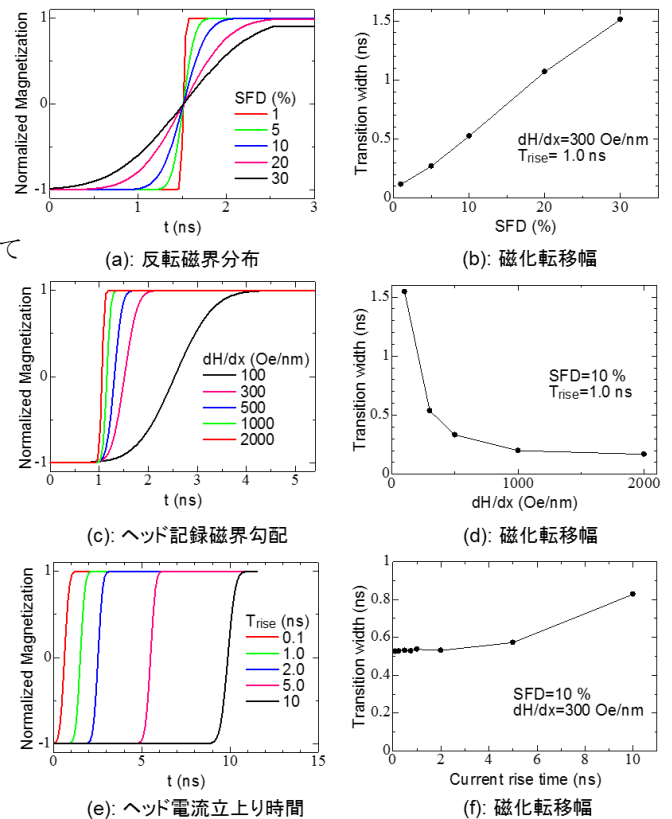 Normalized Magnetization
1
0
-1
SFD (%)
1
5
10
20
30
0 1 2 3
t (ns)
(a): 反転磁界分布
Transition width (ns)
1.5
1
0.5
0
dH/dx=300 Oe/nm
Trise= 1.0 ns
0 10 20 30
SFD (%)
(b): 磁化転移幅
て
Normalized Magnetization
1
0
-1
dH/dx (Oe/nm)
100
300
500
1000
2000
0 1 2 3 4 5
t (ns)
(c): ヘッド記録磁界勾配
Transition width (ns)
1.5
1
0.5
0
SFD=10 %
Trise=1.0 ns
0 1000 2000
dH/dx (Oe/nm)
(d): 磁化転移幅
Normalized Magnetization
1
0
-1
Trise (ns)
0.1
1.0
2.0
5.0
10
0 5 10 15
t (ns)
(e): ヘッド電流立上り時間
Transition width (ns)
1
0.8
0.6
0.4
0.2
0
SFD=10 %
dH/dx=300 Oe/nm
0 2 4 6 8 10
Current rise time (ns)
(f): 磁化転移幅